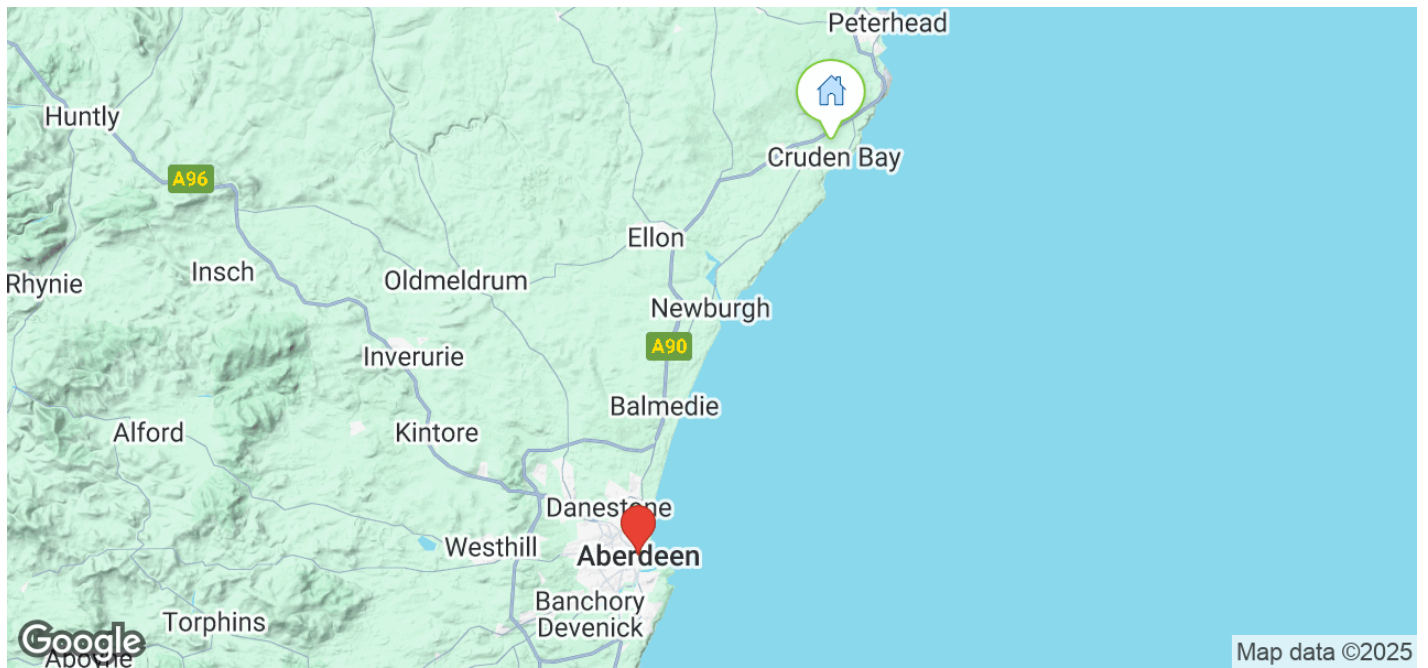 Peterhead
Huntly
Cruden Bay
A96
Ellon
Insch
Oldmeldrum
Rhynie
Newburgh
A90
Inverurie
Balmedie
Alford
Kintore
Danestone
Westhill
Aberdeen
Banchory
Devenick
Torphins
Google
Aboyne
Map data ©2025